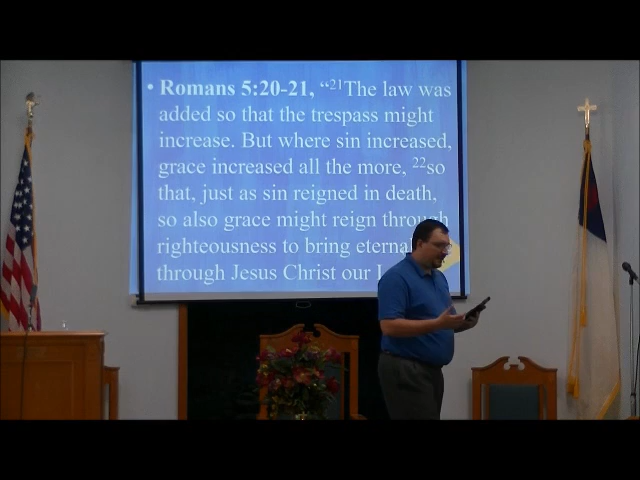 • Romans 5:20-21, “²¹The law was
added so that the trespass might
increase. But where sin increased,
grace increased all the more, ²²so
that, just as sin reigned in death,
so also grace might reign through
righteousness to bring eterna
through Jesus Christ our L